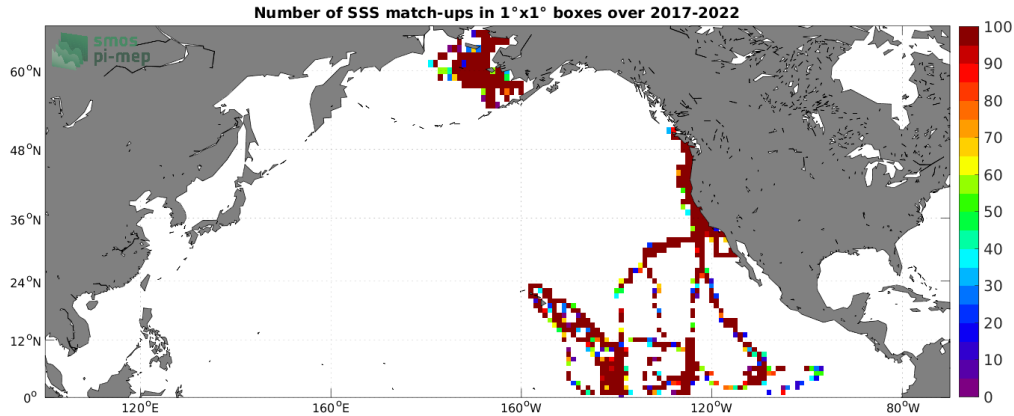 Number of SSS match-ups in 1°x1° boxes over 2017-2022
smos
pi-mep
60°N
48°N
36°N
24°N
12°N
0°
120°E
160°E
160°W
120°W
80°W
100
90
80
70
60
50
40
30
20
10
0